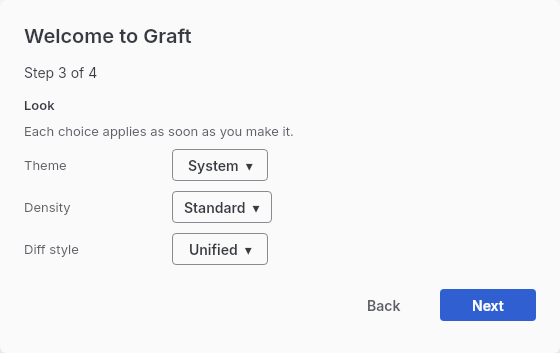 Welcome to Graft
Step 3 of 4
Look
Each choice applies as soon as you make it.
Theme System ▾
Density Standard ▾
Diff style Unified ▾
Back Next